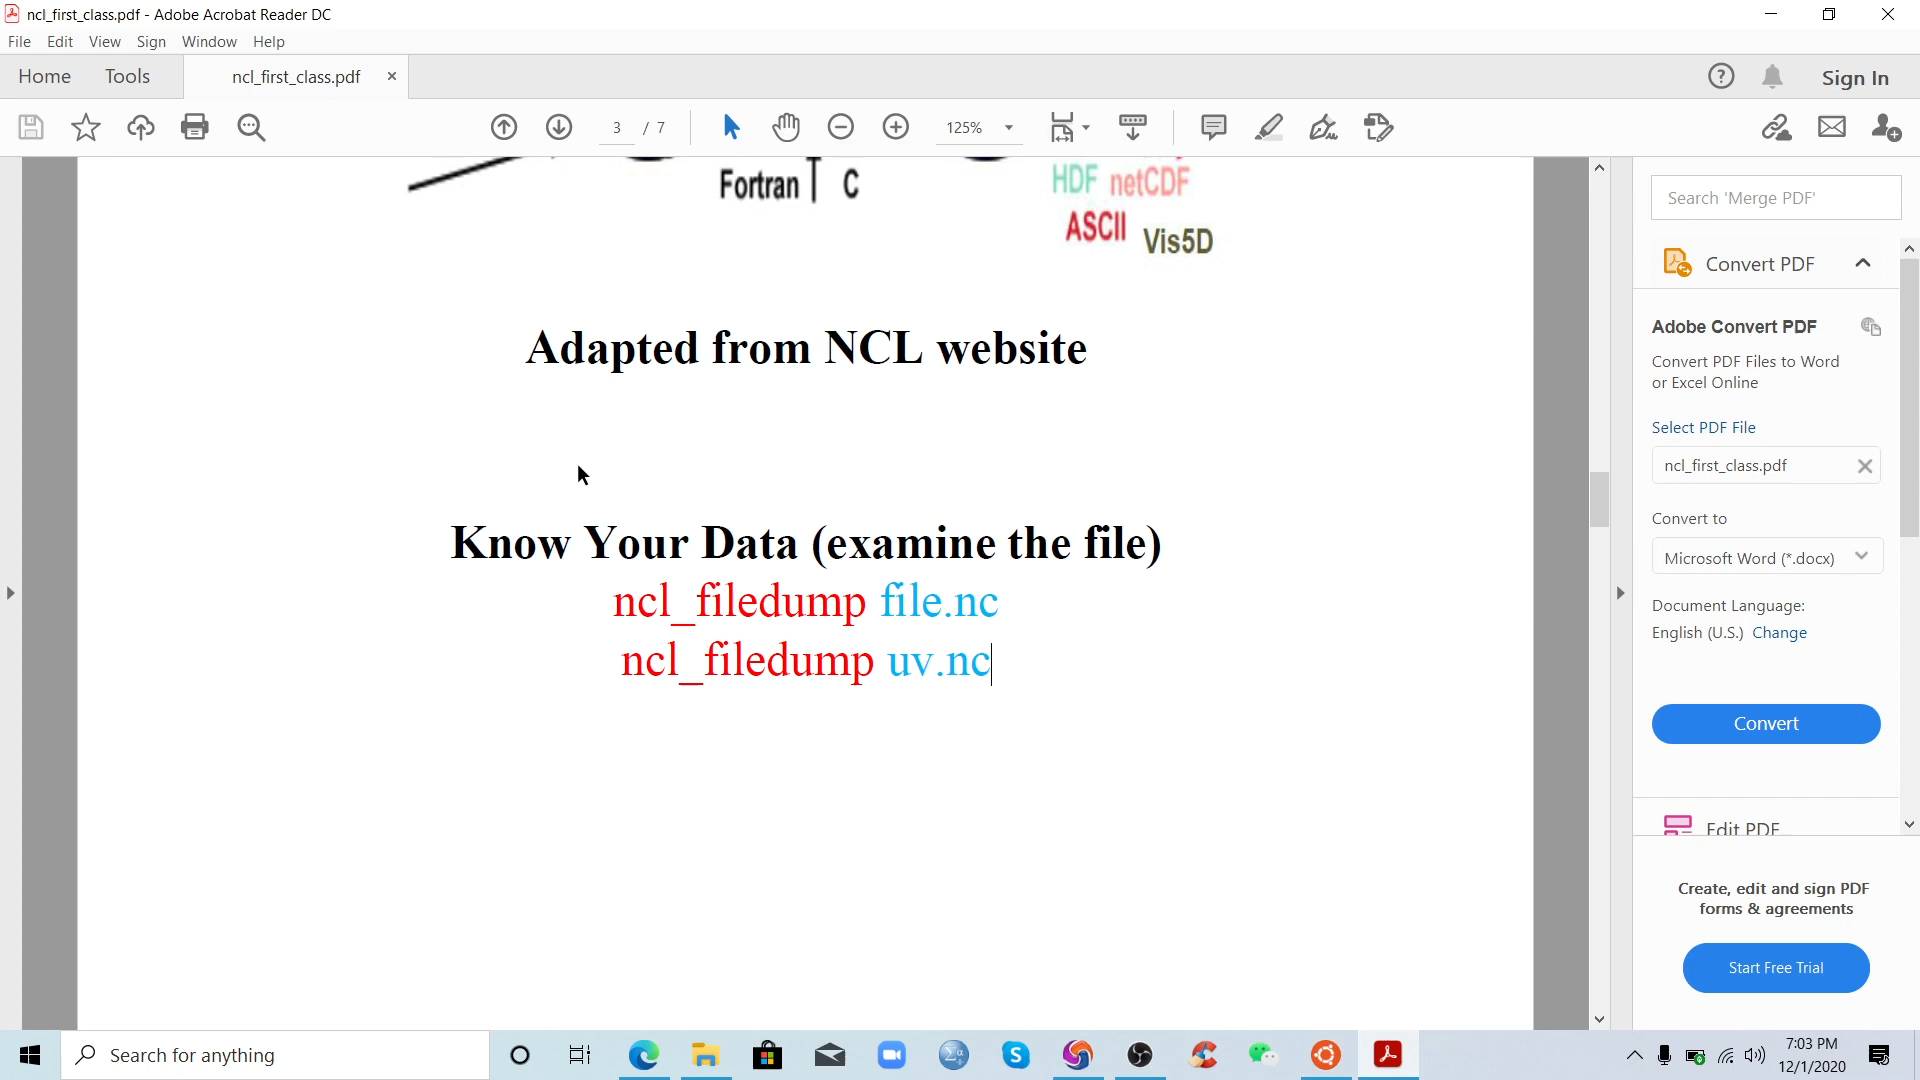 ncl_first_class.pdf - Adobe Acrobat Reader DC
File Edit View Sign Window Help
Home Tools ncl_first_class.pdf
Sign In
3 / 7 125%
Fortran C
HDF netCDF
ASCII Vis5D
Adapted from NCL website
Know Your Data (examine the file)
ncl_filedump file.nc
ncl_filedump uv.nc
Search 'Merge PDF'
Convert PDF
Adobe Convert PDF
Convert PDF Files to Word
or Excel Online
Select PDF File
ncl_first_class.pdf
Convert to
Microsoft Word (*.docx)
Document Language:
English (U.S.) Change
Convert
Edit PDF
Create, edit and sign PDF
forms & agreements
Start Free Trial
Search for anything
7:03 PM
12/1/2020